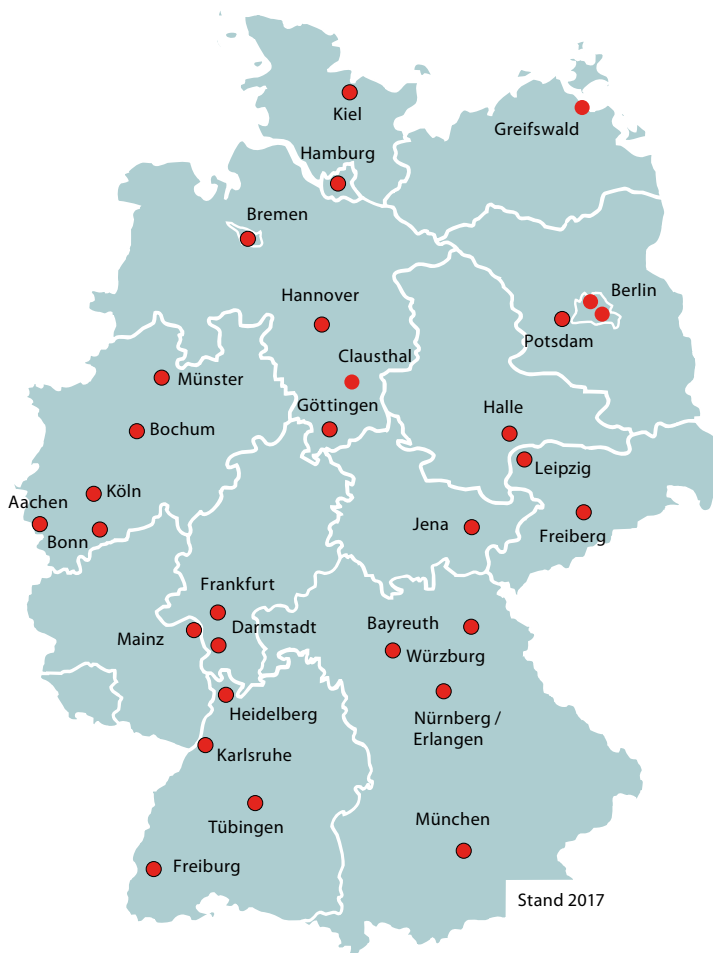 Kiel
Greifswald
Hamburg
Bremen
Berlin
Hannover
Potsdam
Clausthal
Münster
Göttingen
Halle
Bochum
Leipzig
Köln
Aachen
Jena
Freiberg
Bonn
Frankfurt
Bayreuth
Darmstadt
Mainz
Würzburg
Heidelberg
Nürnberg /
Erlangen
Karlsruhe
Tübingen
München
Freiburg
Stand 2017